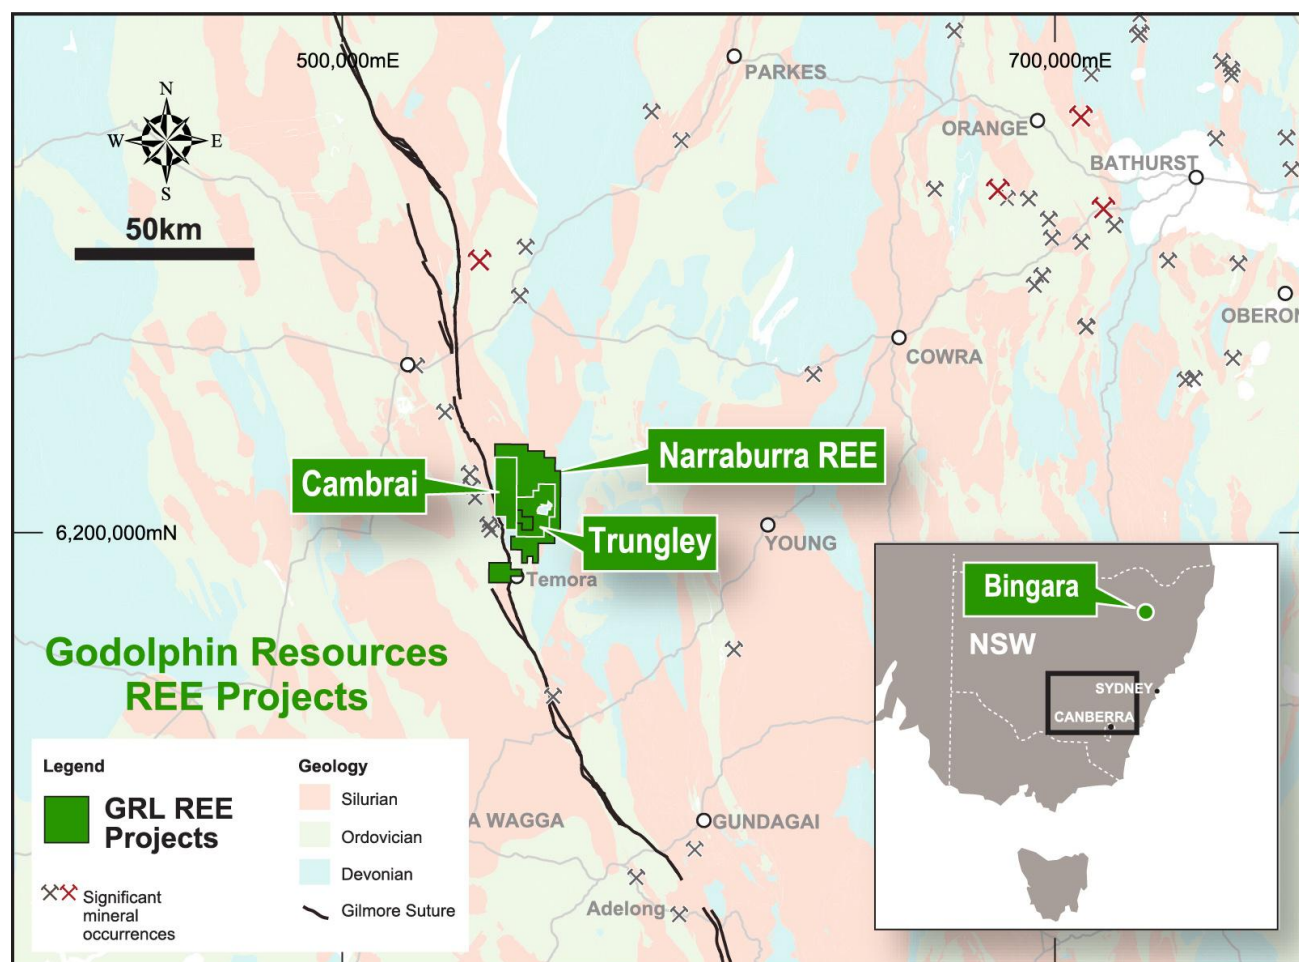 500,000mE
700,000mE
PARKES
ORANGE
BATHURST
N
W
E
S
50km
OBERON
COWRA
Narraburra REE
Cambrai
6,200,000mN
YOUNG
Trungley
Temora
Bingara
NSW
SYDNEY
CANBERRA
Godolphin Resources
REE Projects
Legend
GRL REE
Projects
Significant
mineral
occurrences
Geology
Silurian
Ordovician
Devonian
Gilmore Suture
A WAGGA
GUNDAGAI
Adelong